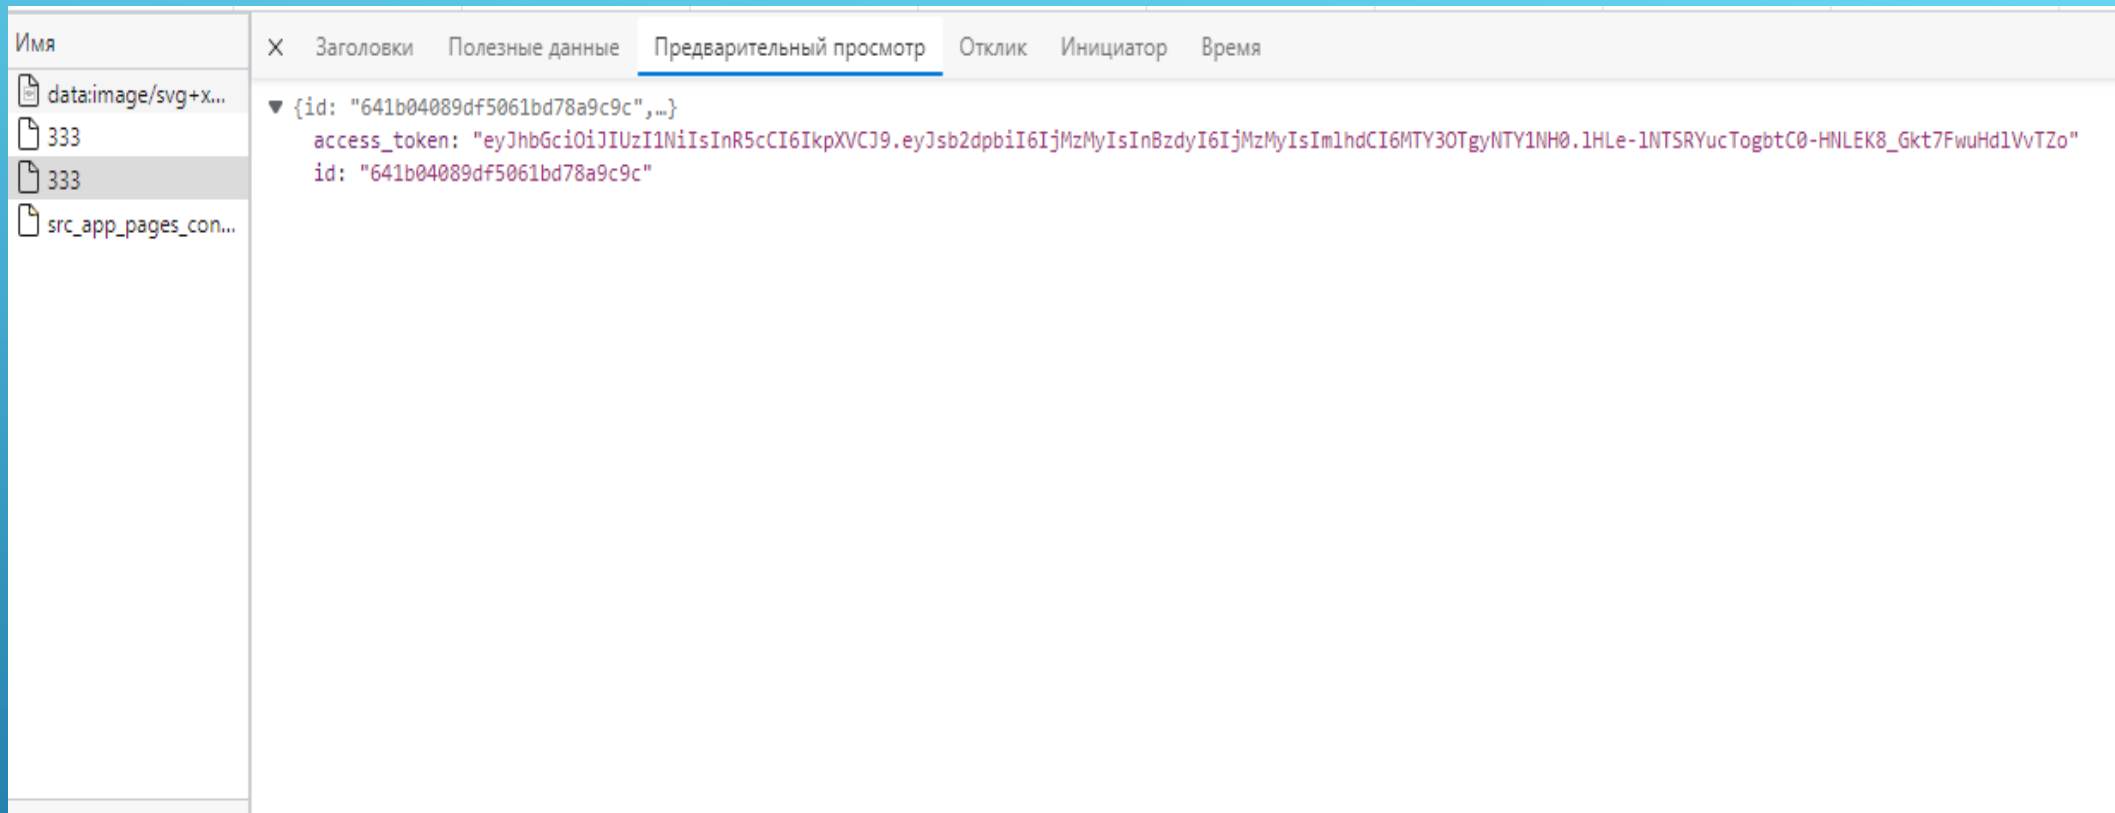 Имя
data:image/svg+x...
333
333
src_app_pages_con...
Заголовки Полезные данные Предварительный просмотр Отклик Инициатор Время
▼ {id: "641b04089df5061bd78a9c9c",…}
access_token: "eyJhbGciOiJIUzI1NiIsInR5cCI6IkpXVCJ9.eyJsb2dpbiI6IjMzMyIsInBzdyI6IjMzMyIsImlhdCI6MTY3OTgyNTY1NH0.lHLe-lNTSRYucTogbtC0-HNLEK8_Gkt7FwuHdlVvTZo"
id: "641b04089df5061bd78a9c9c"